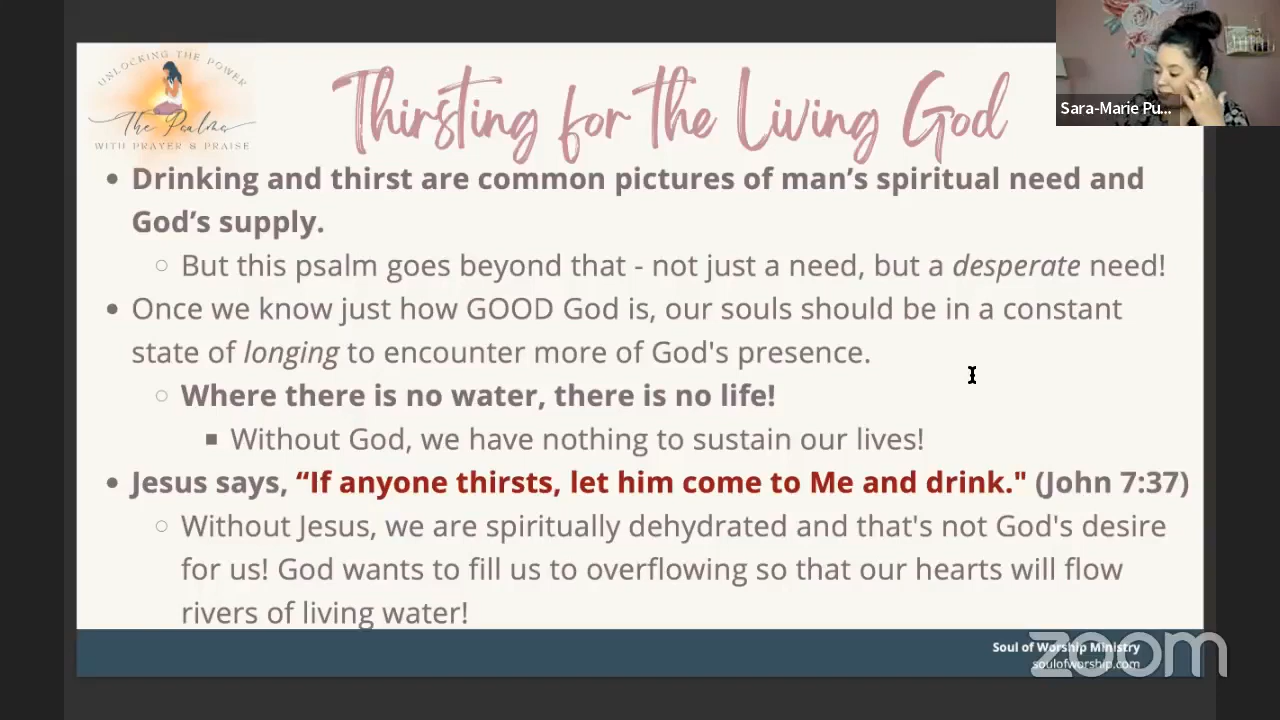 UNLOCKING THE POWER
The Psalms
WITH PRAYER & PRAISE
Thirsting for the Living God
Sara-Marie Pu...
• Drinking and thirst are common pictures of man’s spiritual need and
God’s supply.
○ But this psalm goes beyond that - not just a need, but a desperate need!
• Once we know just how GOOD God is, our souls should be in a constant
state of longing to encounter more of God's presence.
○ Where there is no water, there is no life!
■ Without God, we have nothing to sustain our lives!
• Jesus says, “If anyone thirsts, let him come to Me and drink." (John 7:37)
○ Without Jesus, we are spiritually dehydrated and that's not God's desire
for us! God wants to fill us to overflowing so that our hearts will flow
rivers of living water!
Soul of Worship Ministry
soulofworship.com
zoom